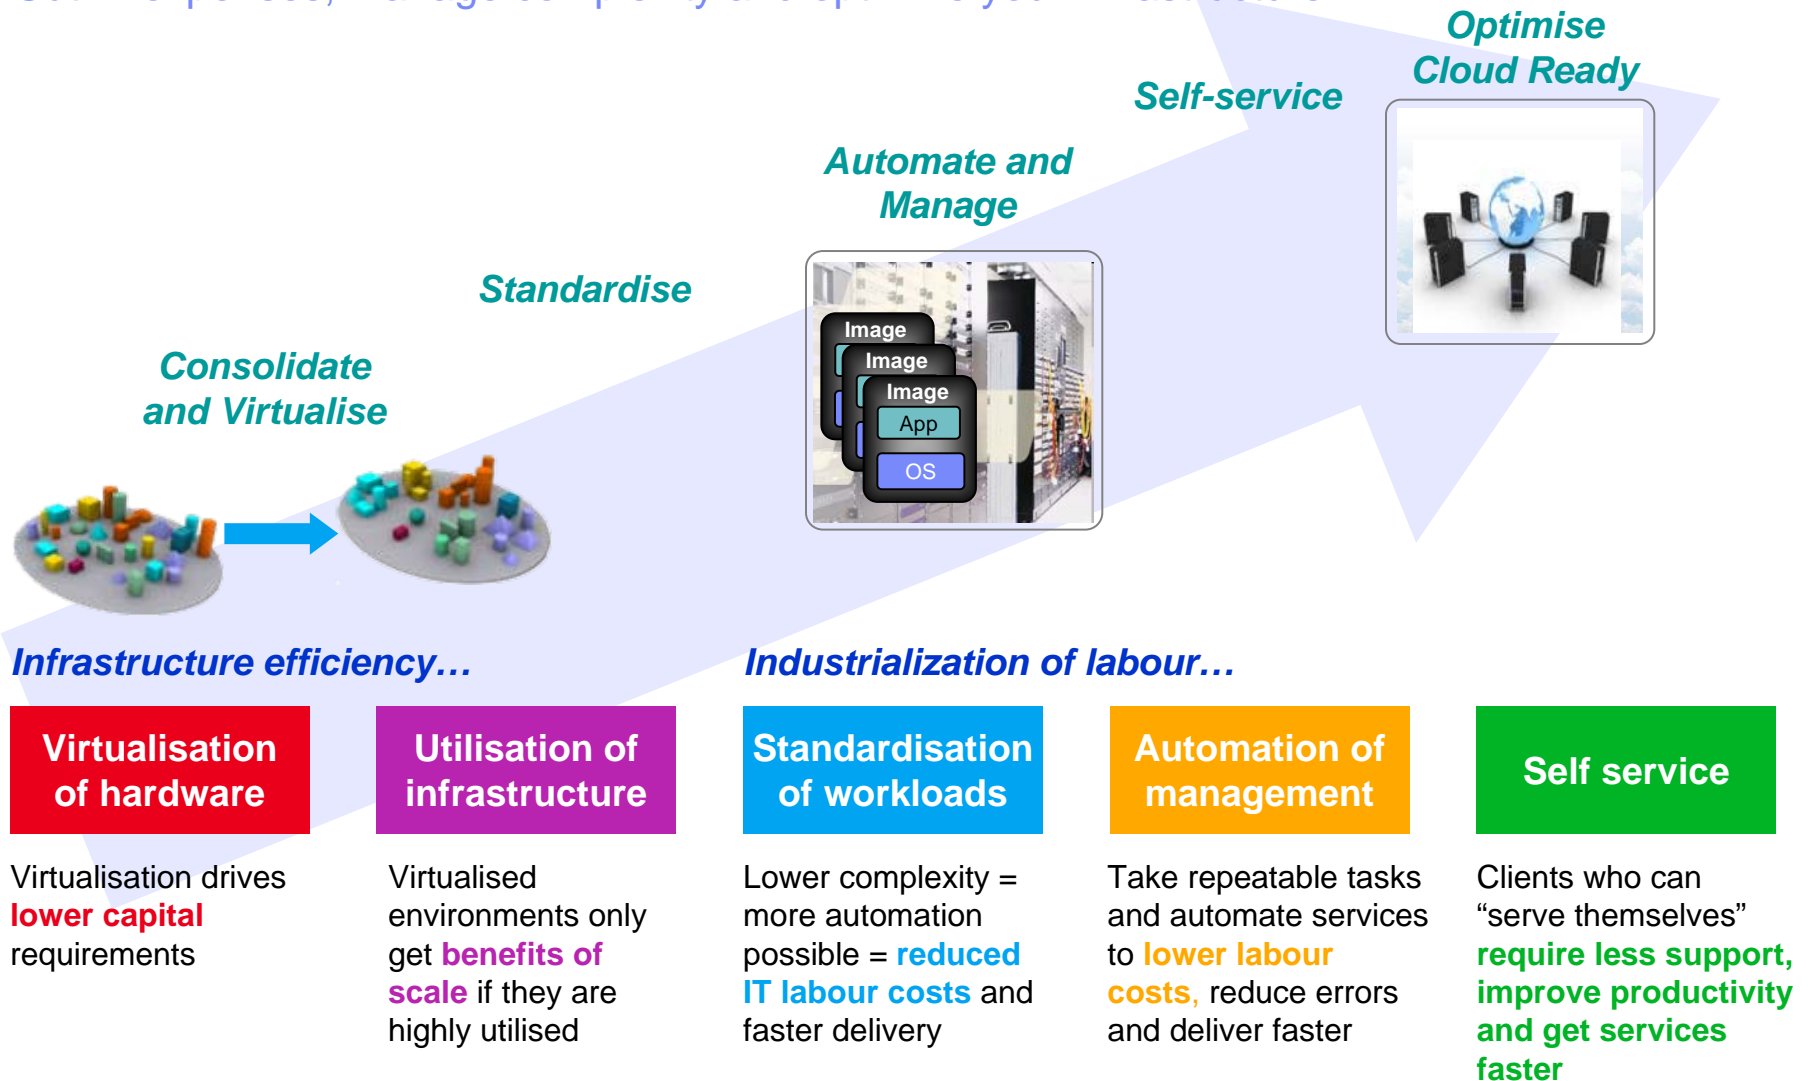 Optimise
Cloud Ready
Self-service
Automate and
Manage
Standardise
Consolidate
and Virtualise
Image
Image
Image
App
OS
Infrastructure efficiency…
Industrialization of labour…
Virtualisation
of hardware
Utilisation of
infrastructure
Standardisation
of workloads
Automation of
management
Self service
Virtualisation drives
lower capital
requirements
Virtualised
environments only
get benefits of
scale if they are
highly utilised
Lower complexity =
more automation
possible = reduced
IT labour costs and
faster delivery
Take repeatable tasks
and automate services
to lower labour
costs, reduce errors
and deliver faster
Clients who can
“serve themselves”
require less support,
improve productivity
and get services
faster